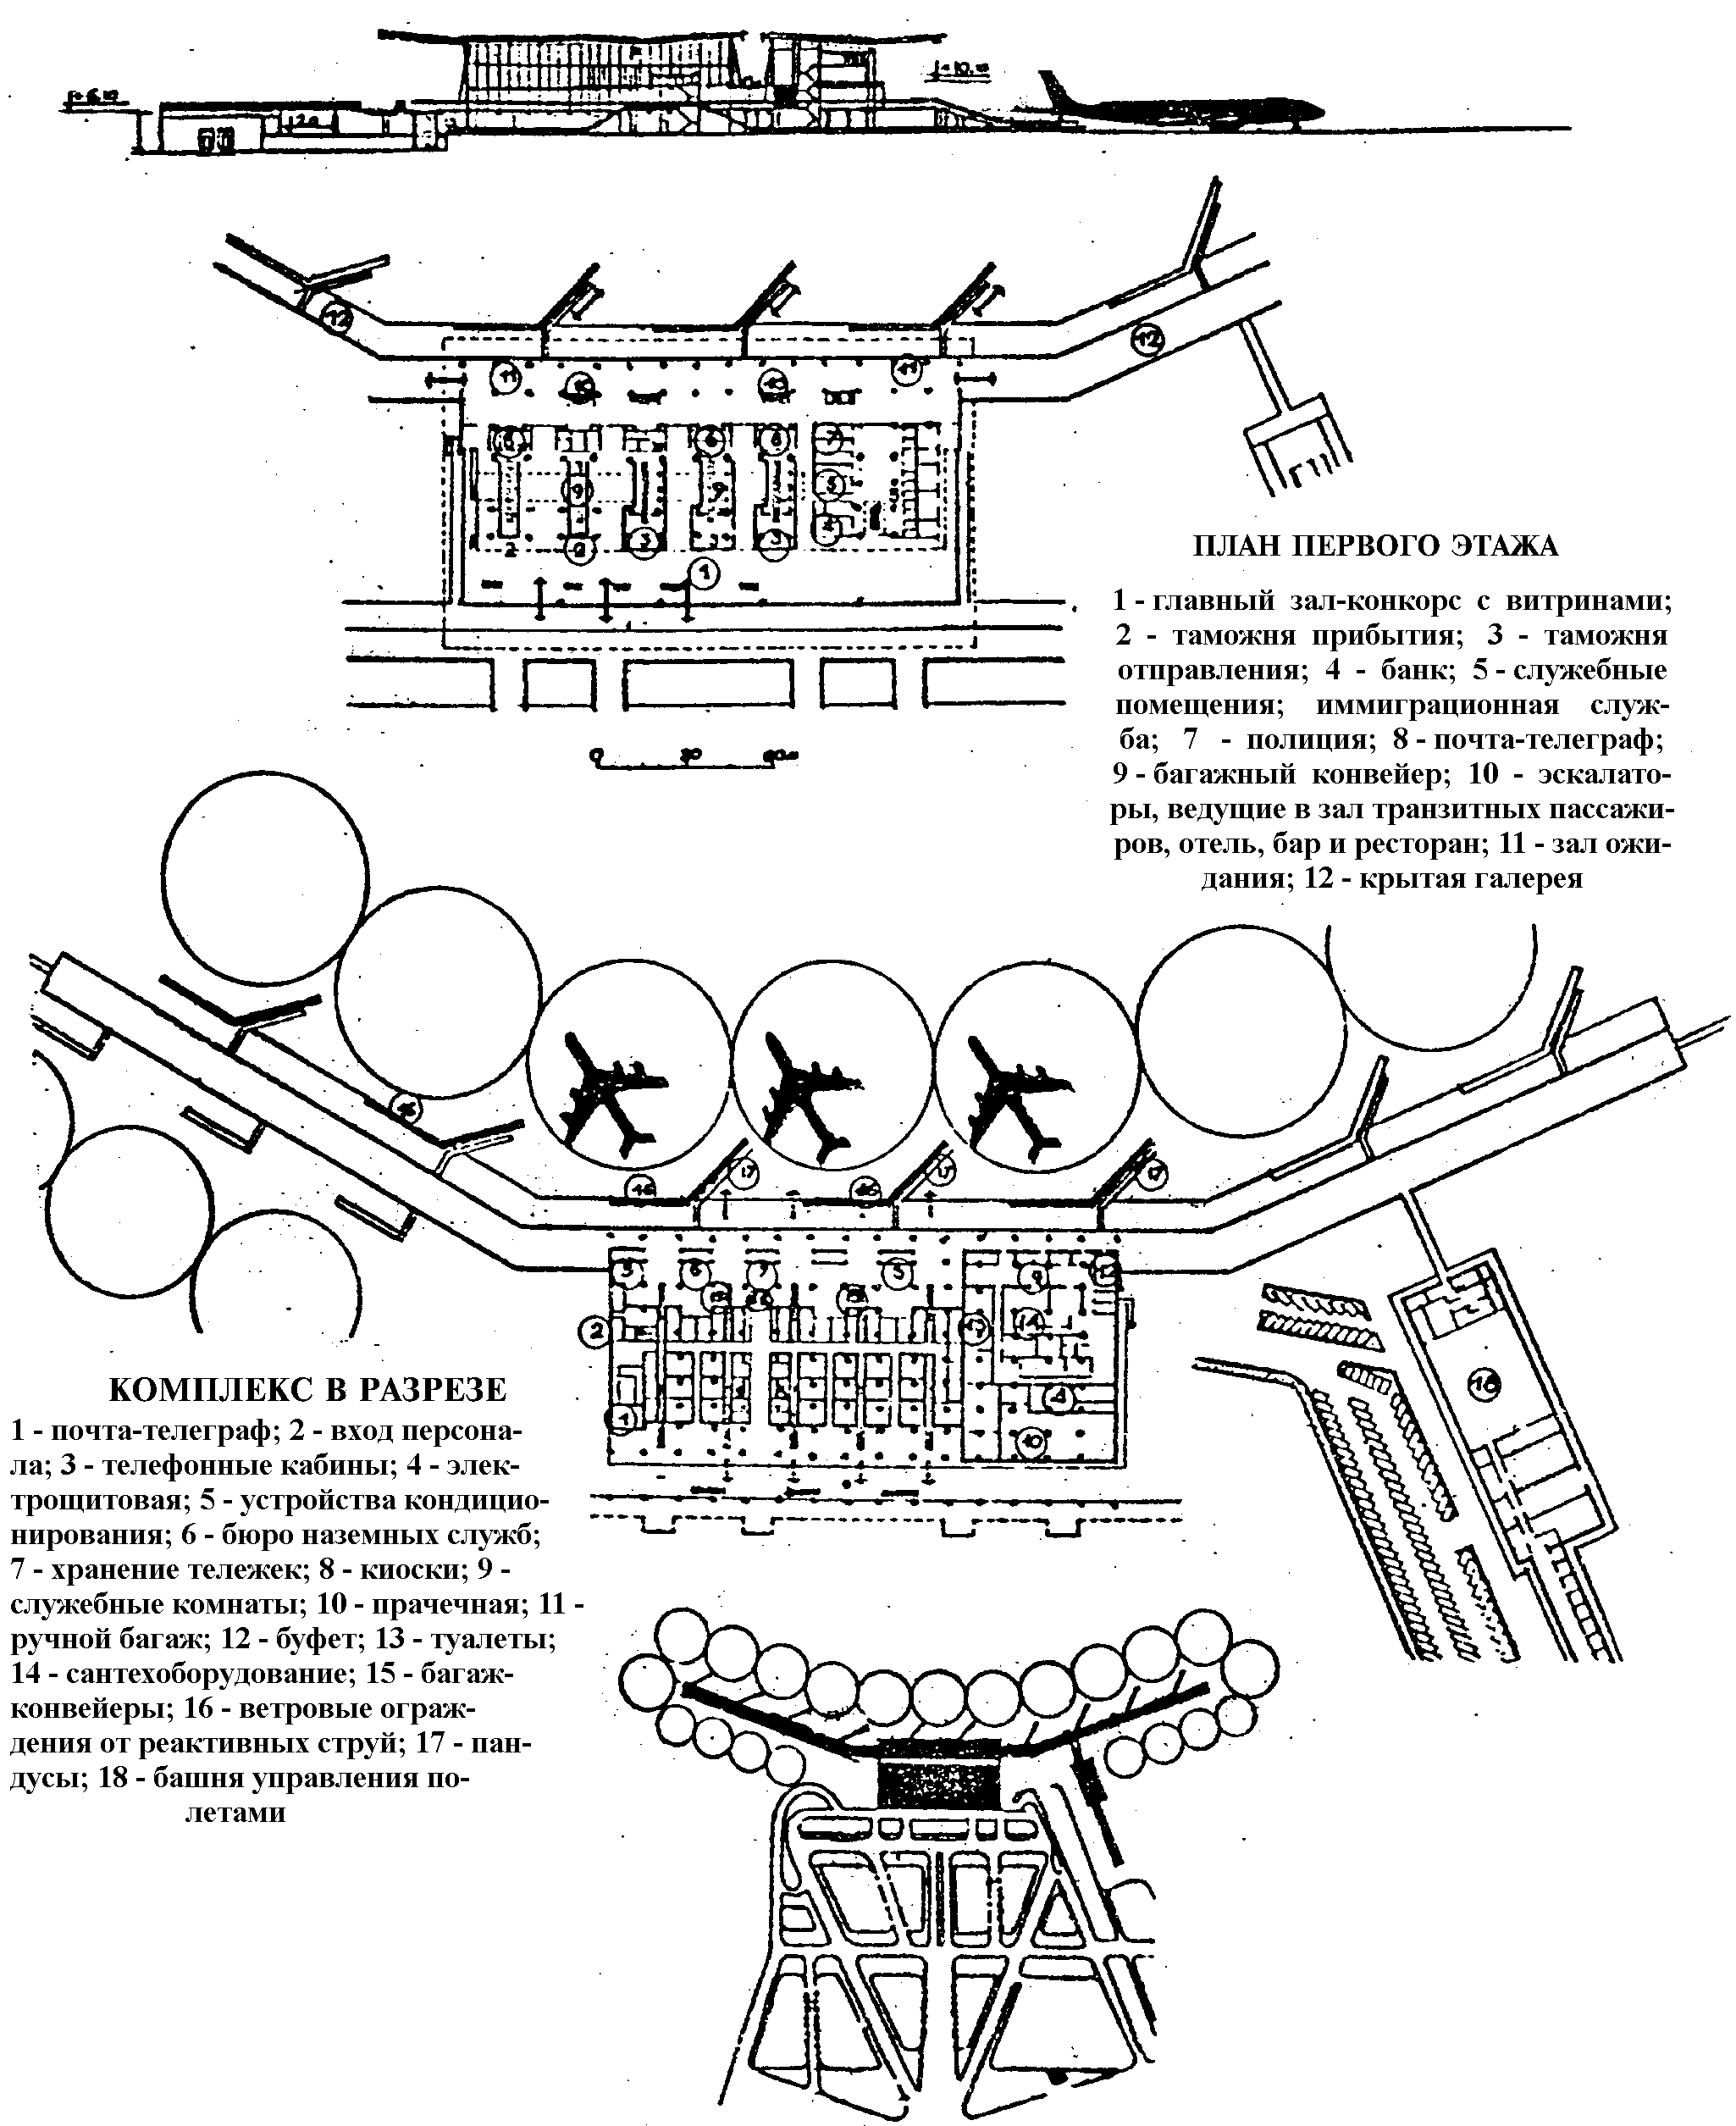 ПЛАН ПЕРВОГО ЭТАЖА
1 - главный зал-конкорс с витринами;
2 - таможня прибытия; 3 - таможня
отправления; 4 - банк; 5 - служебные
помещения; иммиграционная служ-
ба; 7 - полиция; 8 - почта-телеграф;
9 - багажный конвейер; 10 - эскалато-
ры, ведущие в зал транзитных пассажи-
ров, отель, бар и ресторан; 11 - зал ожи-
дания; 12 - крытая галерея
КОМПЛЕКС В РАЗРЕЗЕ
1 - почта-телеграф; 2 - вход персона-
ла; 3 - телефонные кабины; 4 - элек-
трощитовая; 5 - устройства кондицио-
нирования; 6 - бюро наземных служб;
7 - хранение тележек; 8 - киоски; 9 -
служебные комнаты; 10 - прачечная; 11 -
ручной багаж; 12 - буфет; 13 - туалеты;
14 - сантехоборудование; 15 - багаж-
конвейеры; 16 - ветровые ограж-
дения от реактивных струй; 17 - пан-
дусы; 18 - башня управления по-
летами